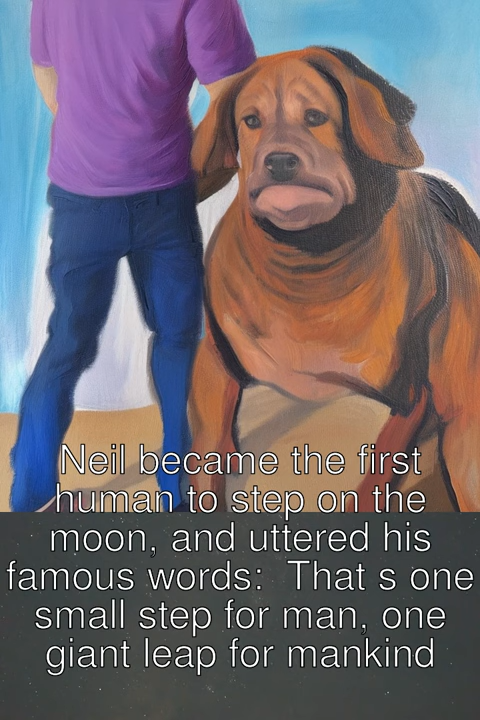 Neil became the first
human to step on the
moon, and uttered his
famous words:  That s one
small step for man, one
giant leap for mankind